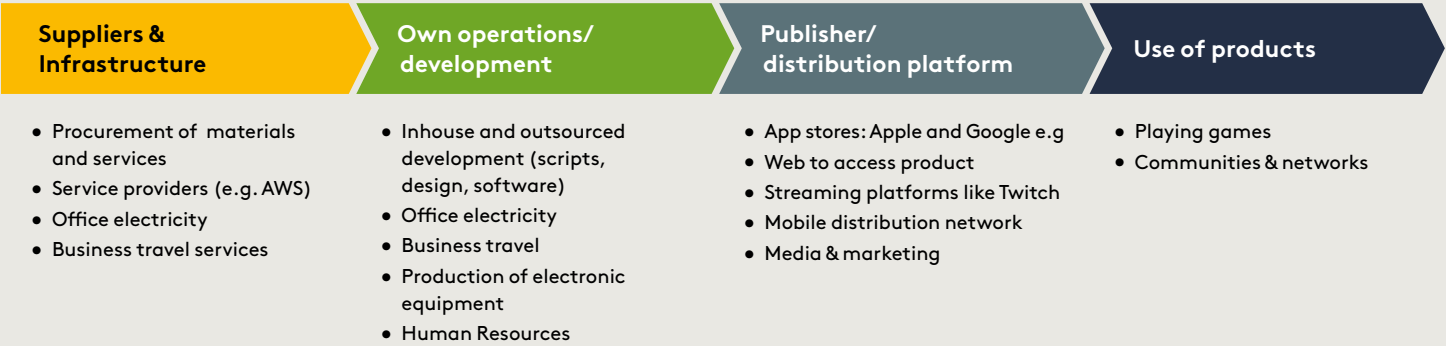 Suppliers &
Infrastructure
• Procurement of materials
and services
• Service providers (e.g. AWS)
• Office electricity
• Business travel services
Own operations/
development
• Inhouse and outsourced
development (scripts,
design, software)
• Office electricity
• Business travel
• Production of electronic
equipment
• Human Resources
Publisher/
distribution platform
• App stores: Apple and Google e.g
• Web to access product
• Streaming platforms like Twitch
• Mobile distribution network
• Media & marketing
Use of products
• Playing games
• Communities & networks